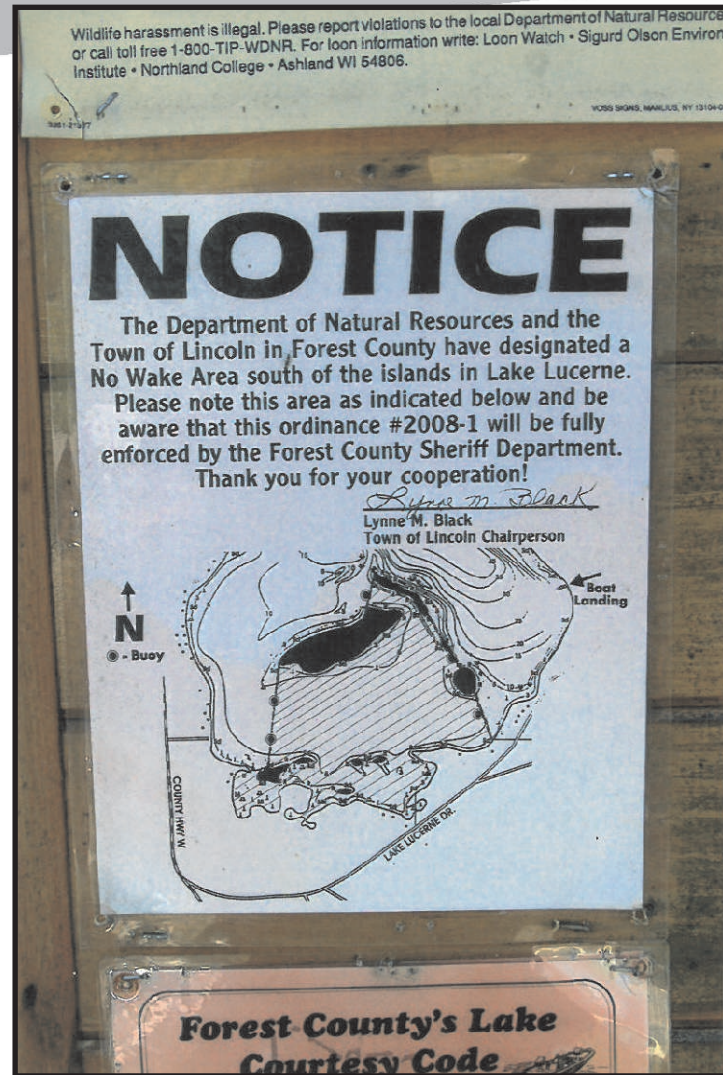 Wildlife harassment is illegal. Please report violations to the local Department of Natural Resource
or call toll free 1-800-TIP-WDNR. For loon information write: Loon Watch • Sigurd Olson Environ
Institute • Northland College • Ashland WI 54806.
VOSS SIGNS, MANLIUS, NY 13104-0
NOTICE
The Department of Natural Resources and the
Town of Lincoln in Forest County have designated a
No Wake Area south of the islands in Lake Lucerne.
Please note this area as indicated below and be
aware that this ordinance #2008-1 will be fully
enforced by the Forest County Sheriff Department.
Thank you for your cooperation!
Lynne M. Black
Lynne M. Black
Town of Lincoln Chairperson
Boat
Landing
N
- Buoy
COUNTY HWY W
LAKE LUCERNE DR.
Forest County's Lake
Courtesy Code